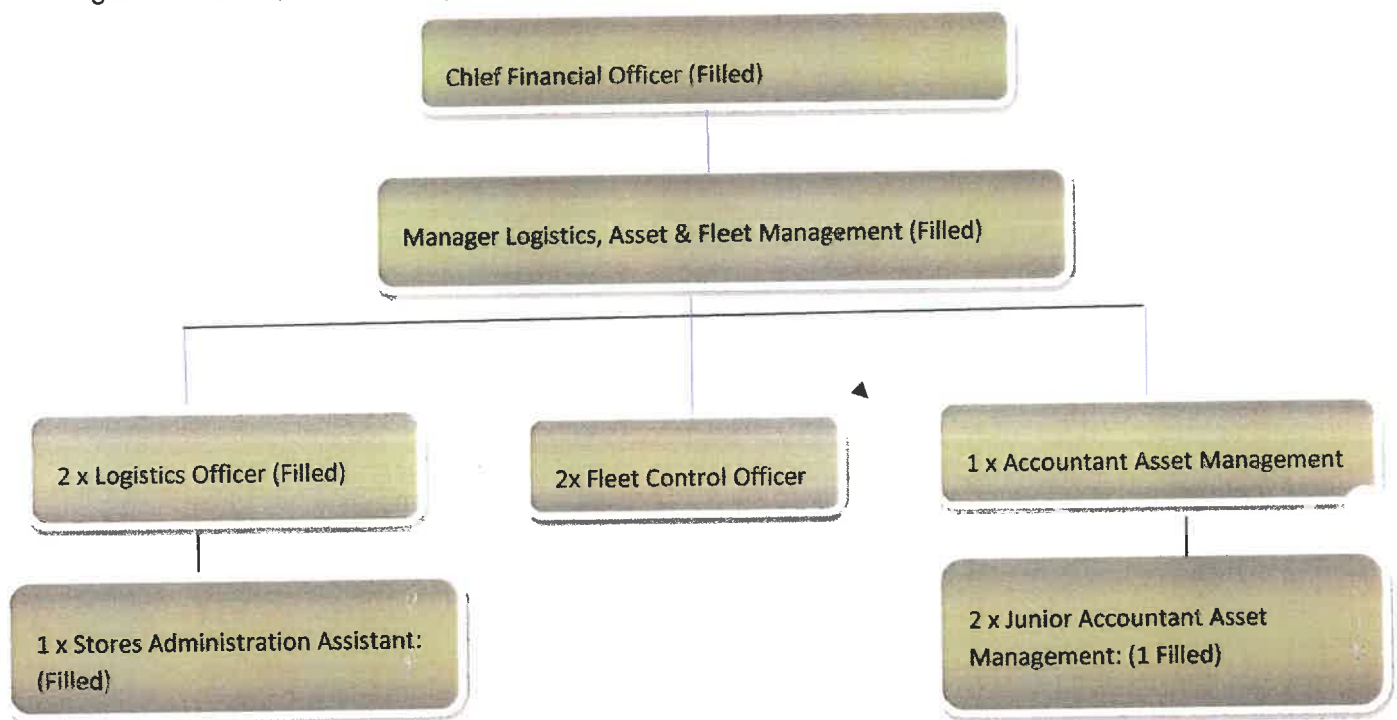 Chief Financial Officer (Filled)
Manager Logistics, Asset & Fleet Management (Filled)
2 x Logistics Officer (Filled)
2x Fleet Control Officer
1 x Accountant Asset Management
1 x Stores Administration Assistant:
(Filled)
2 x Junior Accountant Asset
Management: (1 Filled)